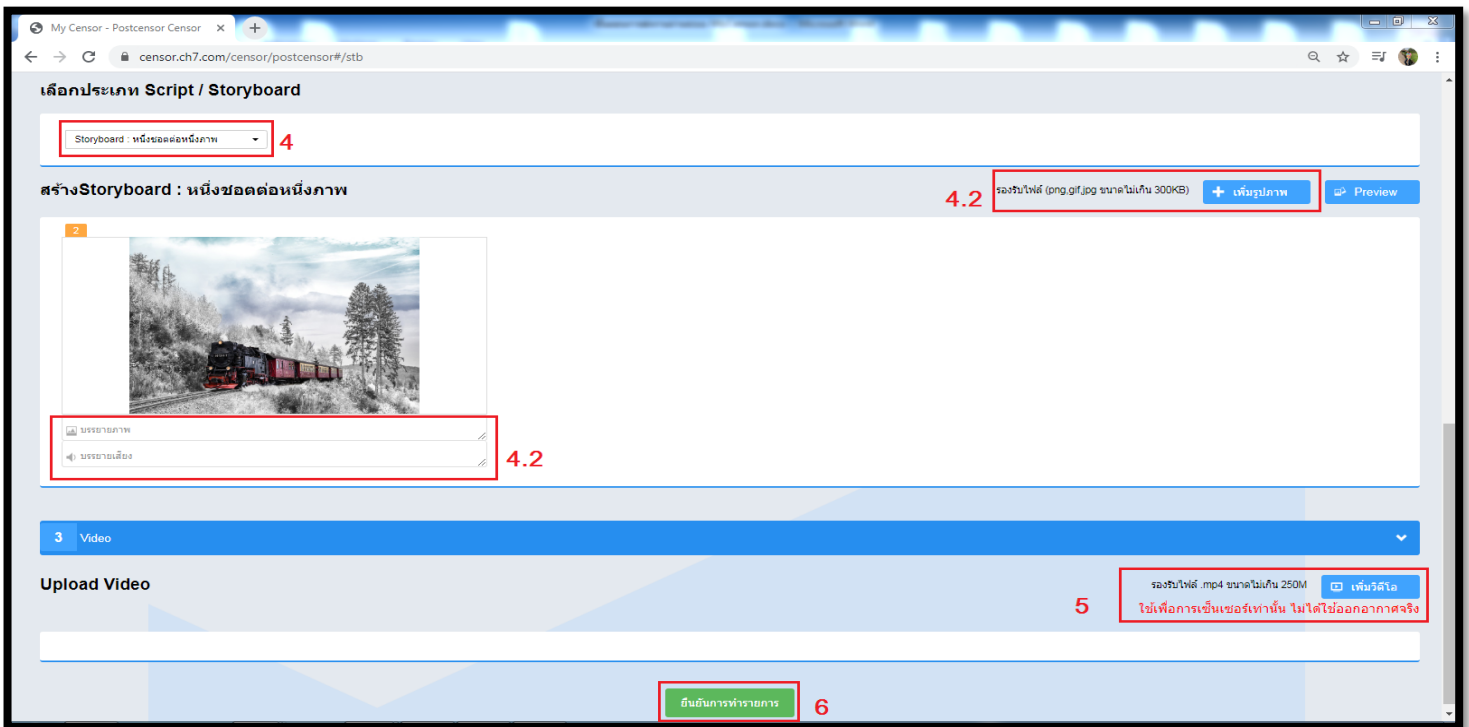 My Censor - Postcensor Censor
censor.ch7.com/censor/postcensor#/stb
เลือกประเภท Script / Storyboard
Storyboard : หนึ่งชอตต่อหนึ่งภาพ
4
สร้างStoryboard : หนึ่งชอตต่อหนึ่งภาพ
4.2
รองรับไฟล์ (png,gif,jpg ขนาดไม่เกิน 300KB)
เพิ่มรูปภาพ
Preview
2
บรรยายภาพ
บรรยายเสียง
4.2
3 Video
Upload Video
รองรับไฟล์ .mp4 ขนาดไม่เกิน 250M
เพิ่มวิดีโอ
5
ใช้เพื่อการเซ็นเซอร์เท่านั้น ไม่ได้ใช้ออกอากาศจริง
ยืนยันการทำรายการ
6